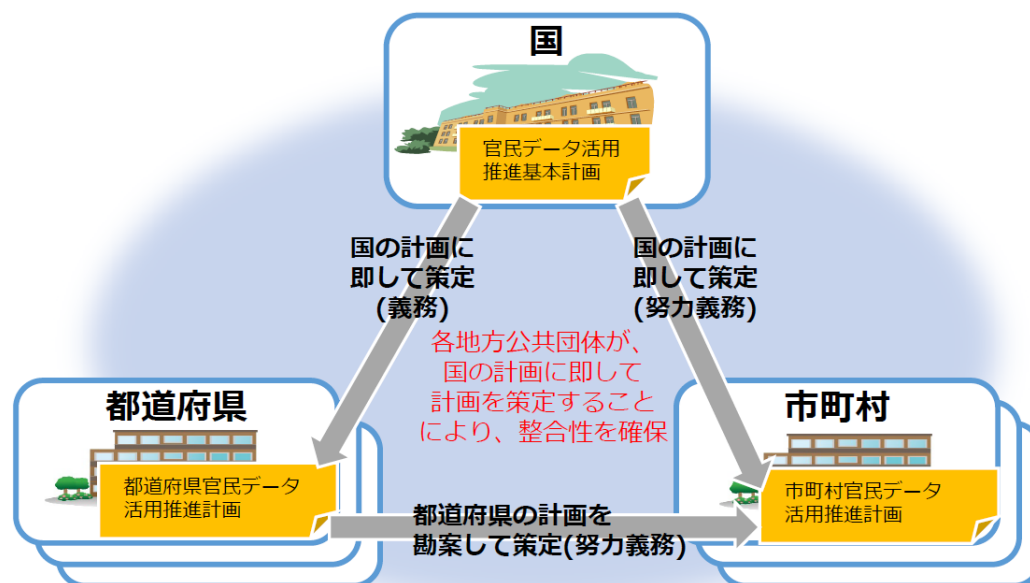 国
官民データ活用
推進基本計画
国の計画に
即して策定
(義務)
国の計画に
即して策定
(努力義務)
各地方公共団体が、
国の計画に即して
計画を策定すること
により、整合性を確保
都道府県
都道府県官民データ
活用推進計画
市町村
市町村官民データ
活用推進計画
都道府県の計画を
勘案して策定(努力義務)